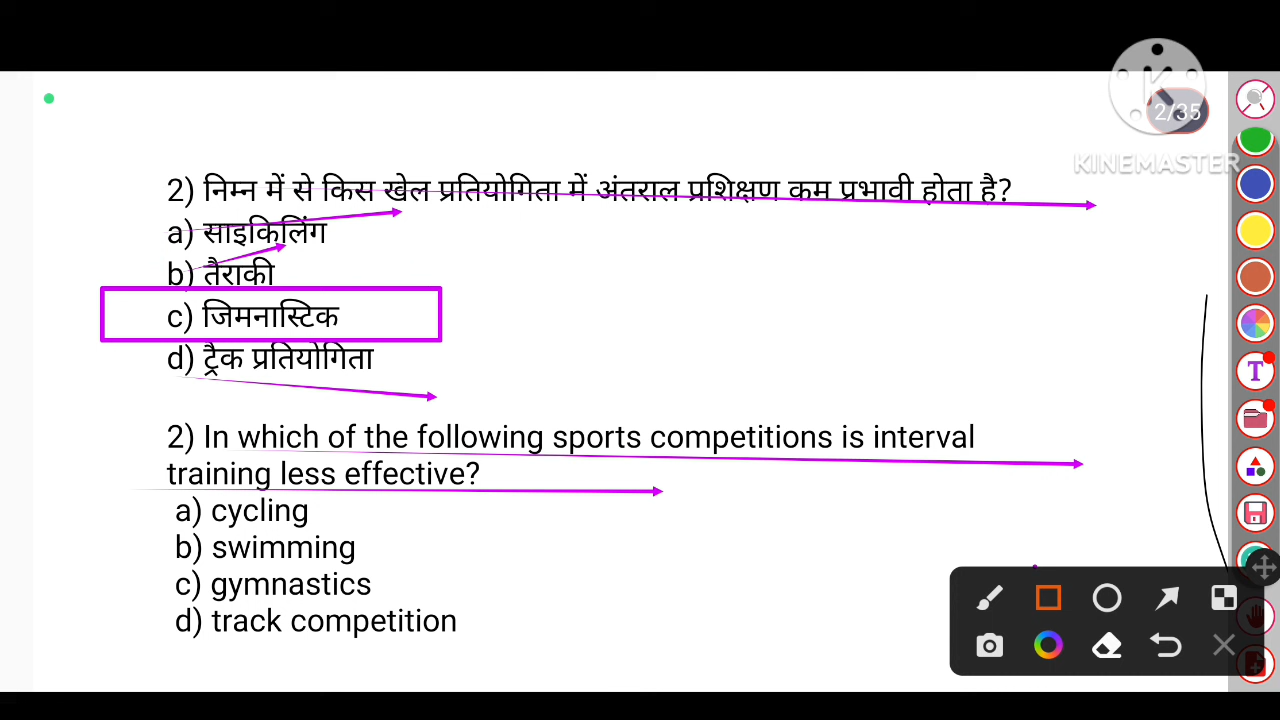 2/35
KINEMASTER
2) निम्न में से किस खेल प्रतियोगिता में अंतराल प्रशिक्षण कम प्रभावी होता है?
a) साइकिलिंग
b) तैराकी
c) जिमनास्टिक
d) ट्रैक प्रतियोगिता
2) In which of the following sports competitions is interval
training less effective?
a) cycling
b) swimming
c) gymnastics
d) track competition
T